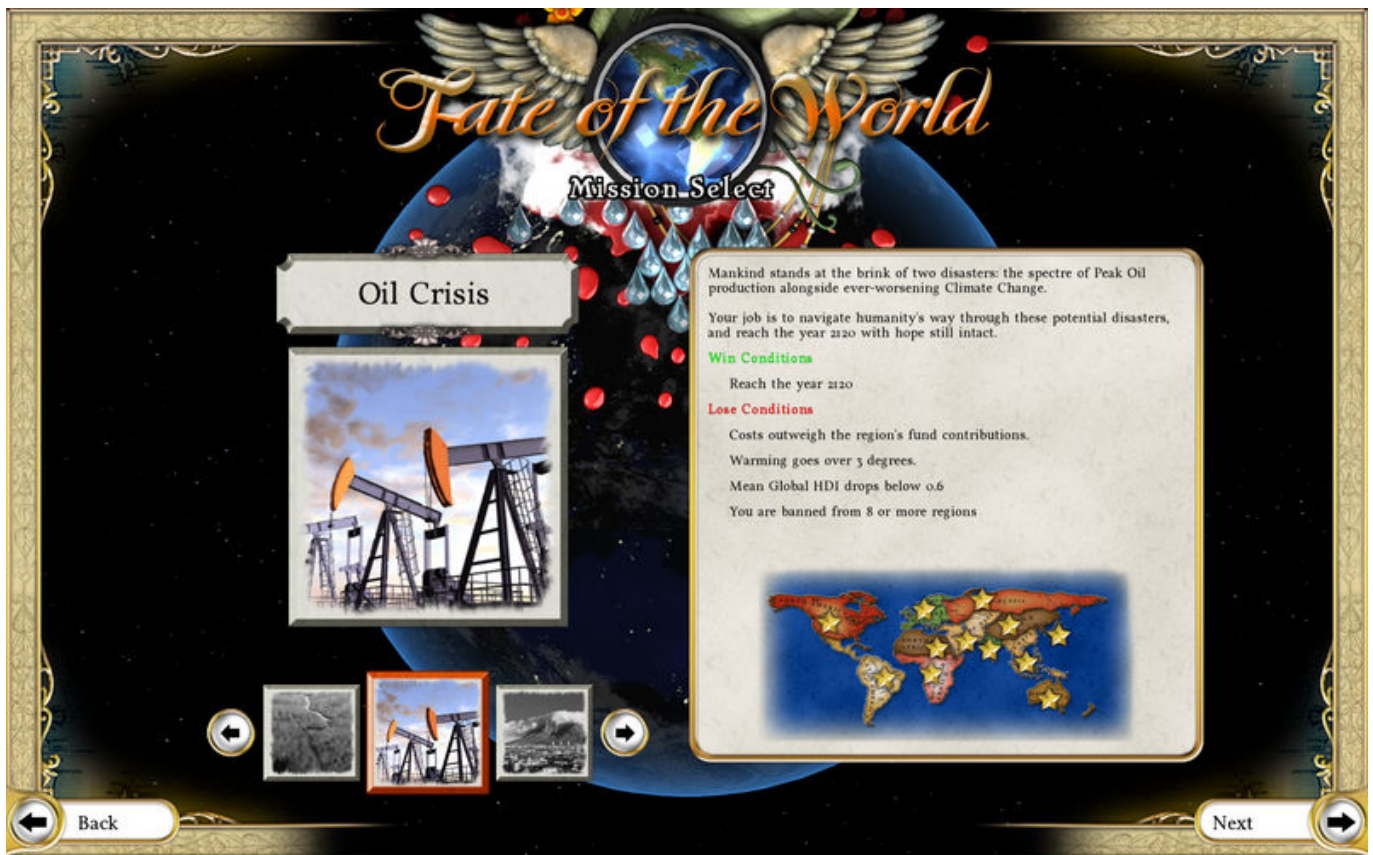 Fate of the World
Mission Select
Oil Crisis
Mankind stands at the brink of two disasters: the spectre of Peak Oil
production alongside ever-worsening Climate Change.
Your job is to navigate humanity's way through these potential disasters,
and reach the year 2120 with hope still intact.
Win Conditions
Reach the year 2120
Lose Conditions
Costs outweigh the region's fund contributions.
Warming goes over 3 degrees.
Mean Global HDI drops below 0.6
You are banned from 8 or more regions
Back
Next